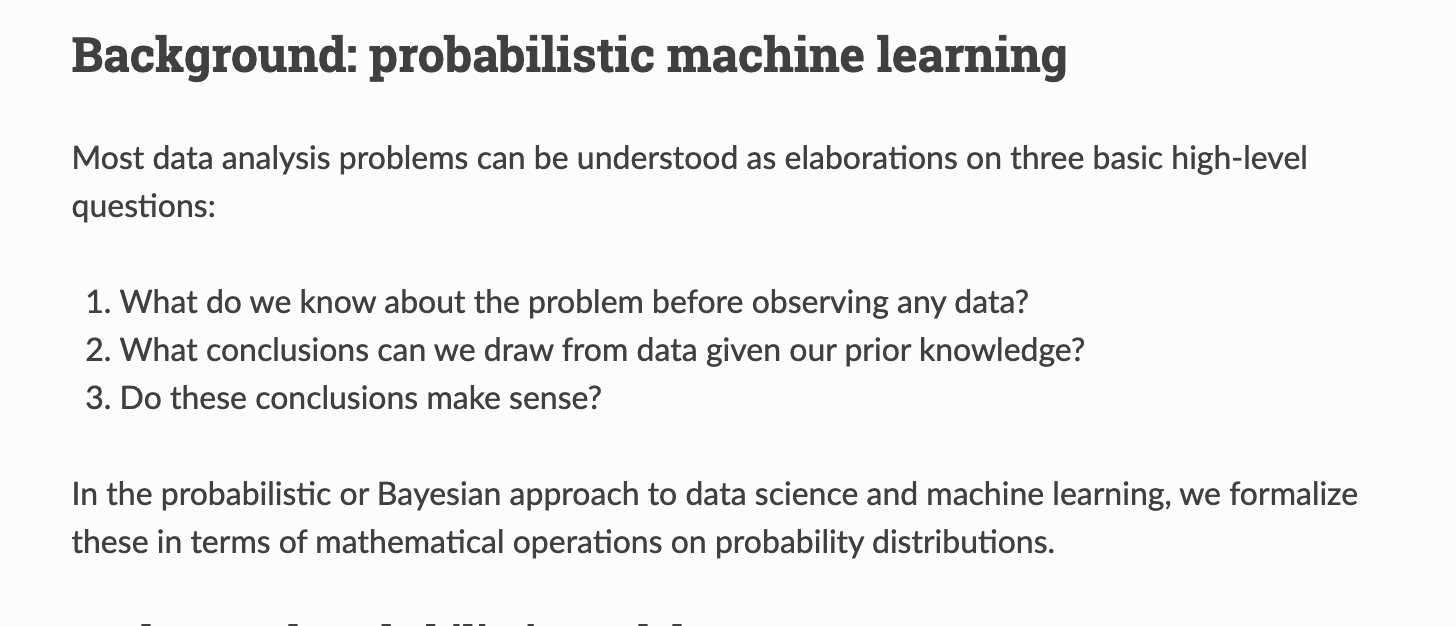 Background: probabilistic machine learning
Most data analysis problems can be understood as elaborations on three basic high-level
questions:
1. What do we know about the problem before observing any data?
2. What conclusions can we draw from data given our prior knowledge?
3. Do these conclusions make sense?
In the probabilistic or Bayesian approach to data science and machine learning, we formalize
these in terms of mathematical operations on probability distributions.